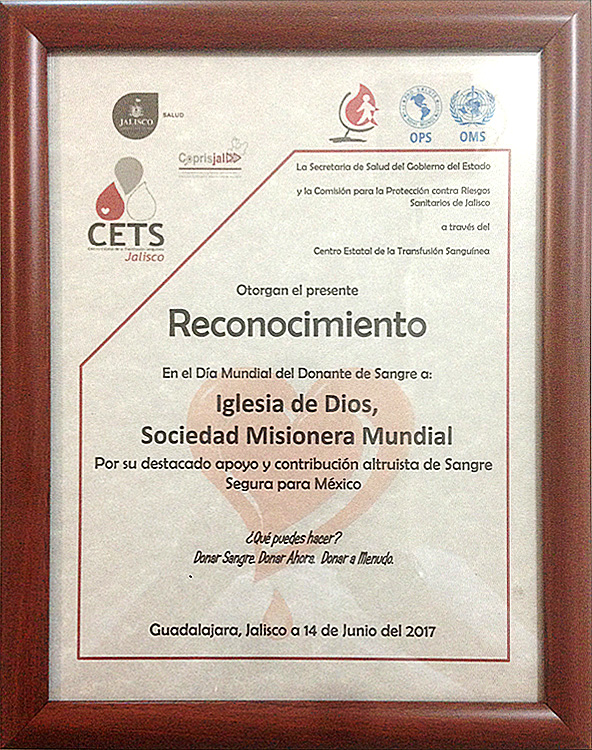 JALISCO
SALUD
Coprisjal
OPS
OMS
CETS
Jalisco
La Secretaria de Salud del Gobierno del Estado
y la Comisión para la Protección contra Riesgos
Sanitarios de Jalisco
a través del
Centro Estatal de la Transfusión Sanguínea
Otorgan el presente
Reconocimiento
En el Día Mundial del Donante de Sangre a:
Iglesia de Dios,
Sociedad Misionera Mundial
Por su destacado apoyo y contribución altruista de Sangre
Segura para México
¿Qué puedes hacer?
Donar Sangre. Donar Ahora. Donar a Menudo.
Guadalajara, Jalisco a 14 de Junio del 2017